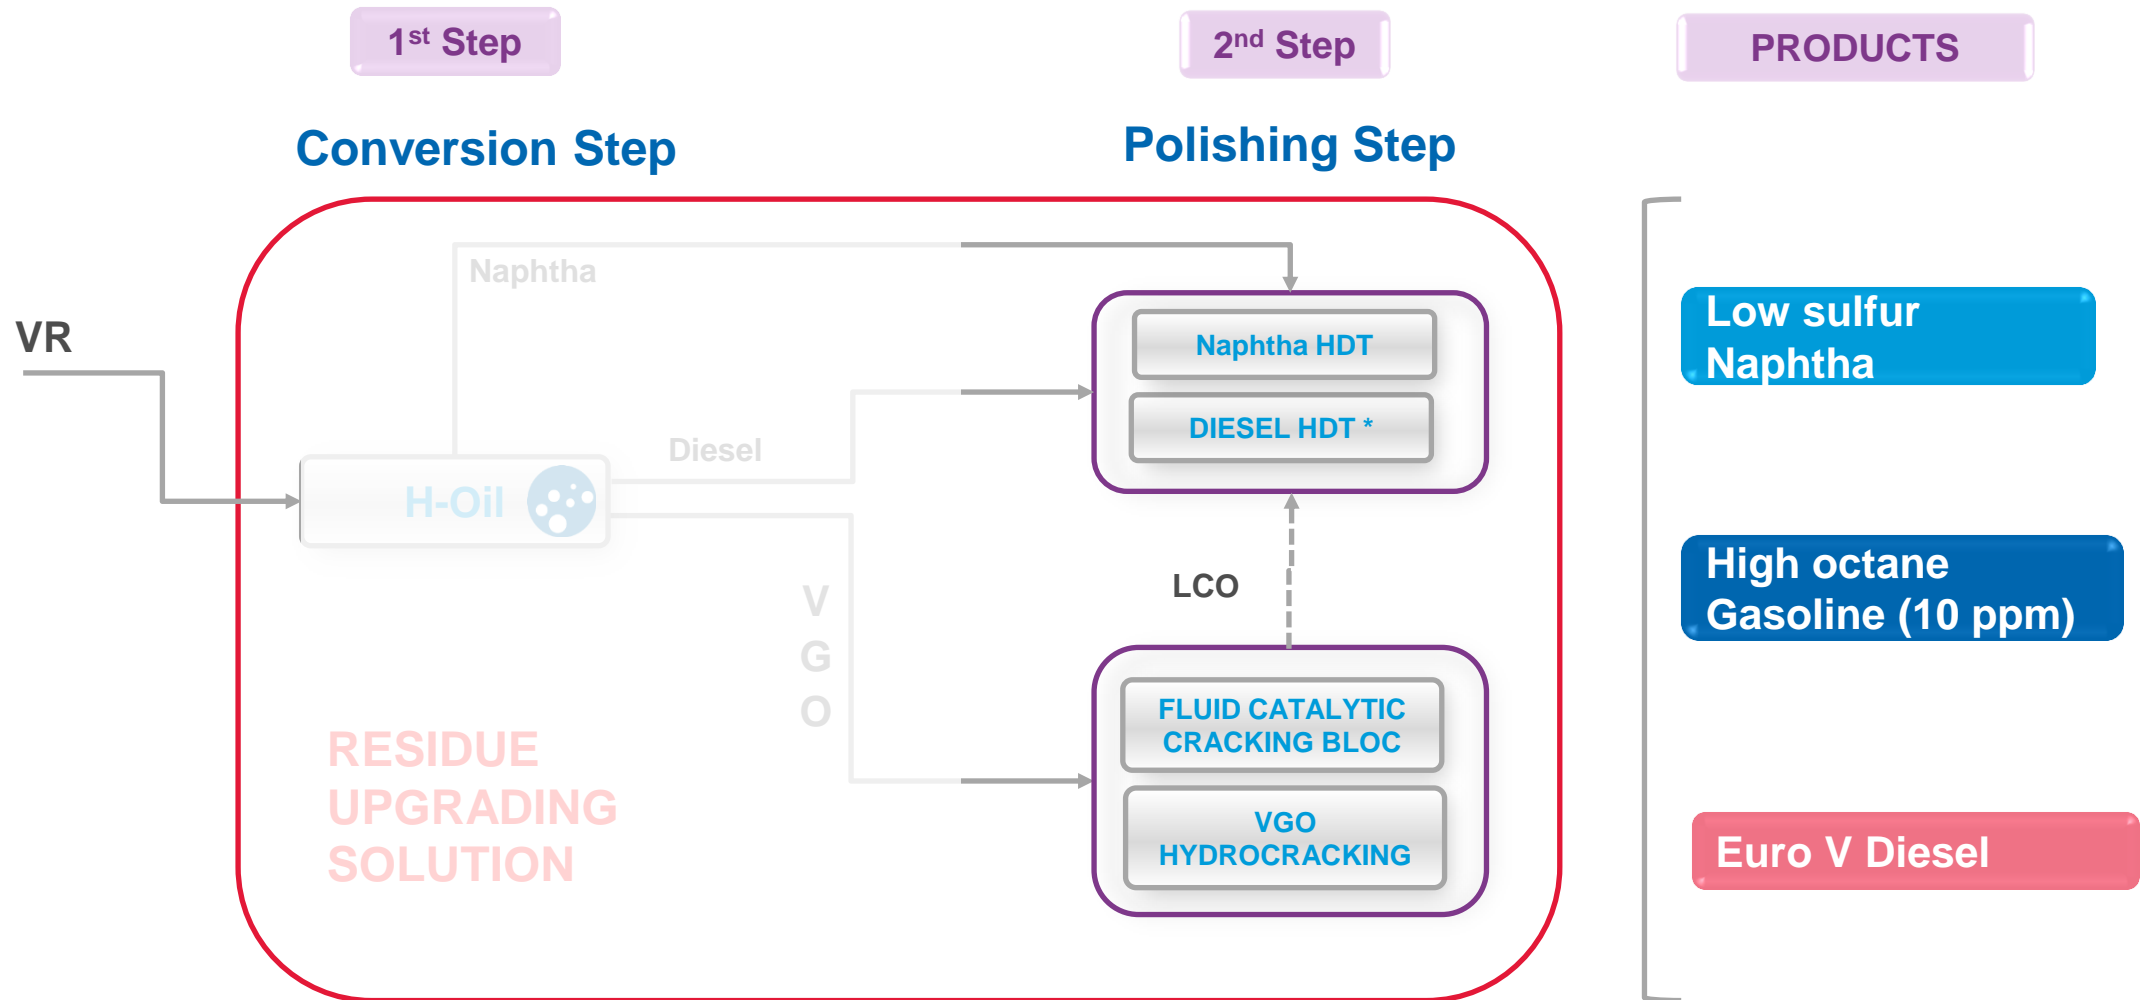 1st Step
2nd Step
PRODUCTS
Conversion Step
Polishing Step
Naphtha
VR
Naphtha HDT
DIESEL HDT *
Diesel
H-Oil
LCO
V
G
O
FLUID CATALYTIC
CRACKING BLOC
VGO
HYDROCRACKING
RESIDUE
UPGRADING
SOLUTION
Low sulfur
Naphtha
High octane
Gasoline (10 ppm)
Euro V Diesel